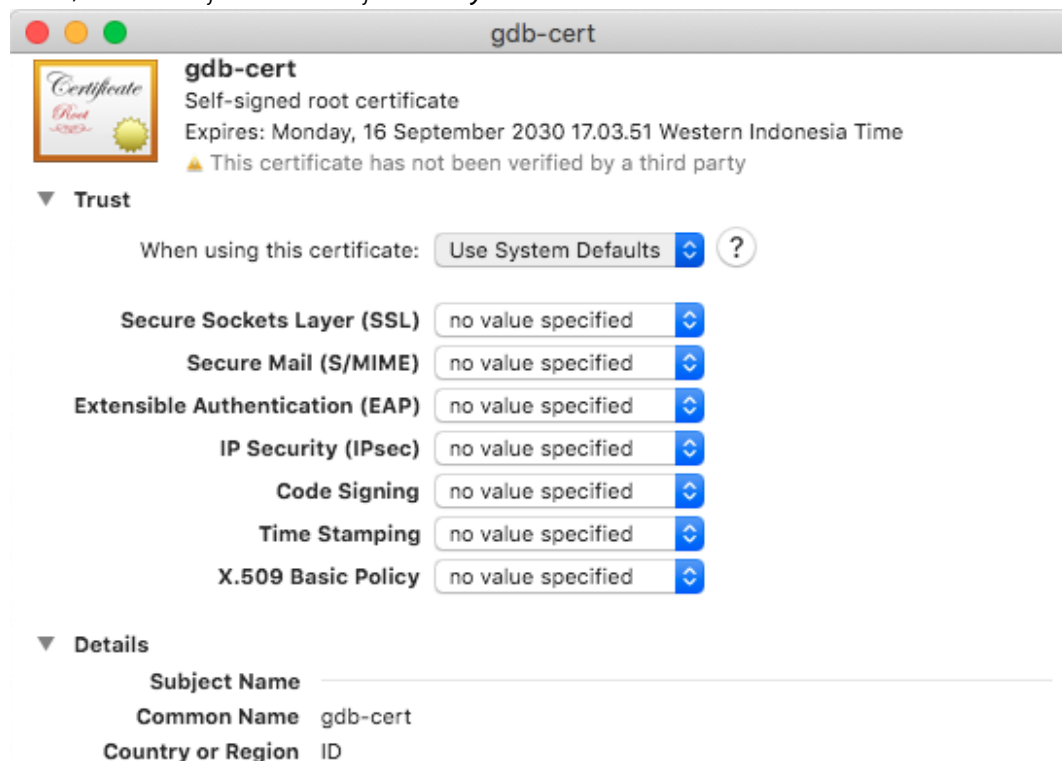 gdb-cert
Certificate
Root
gdb-cert
Self-signed root certificate
Expires: Monday, 16 September 2030 17.03.51 Western Indonesia Time
This certificate has not been verified by a third party
Trust
When using this certificate: Use System Defaults ?
Secure Sockets Layer (SSL) no value specified
Secure Mail (S/MIME) no value specified
Extensible Authentication (EAP) no value specified
IP Security (IPsec) no value specified
Code Signing no value specified
Time Stamping no value specified
X.509 Basic Policy no value specified
Details
Subject Name
Common Name gdb-cert
Country or Region ID